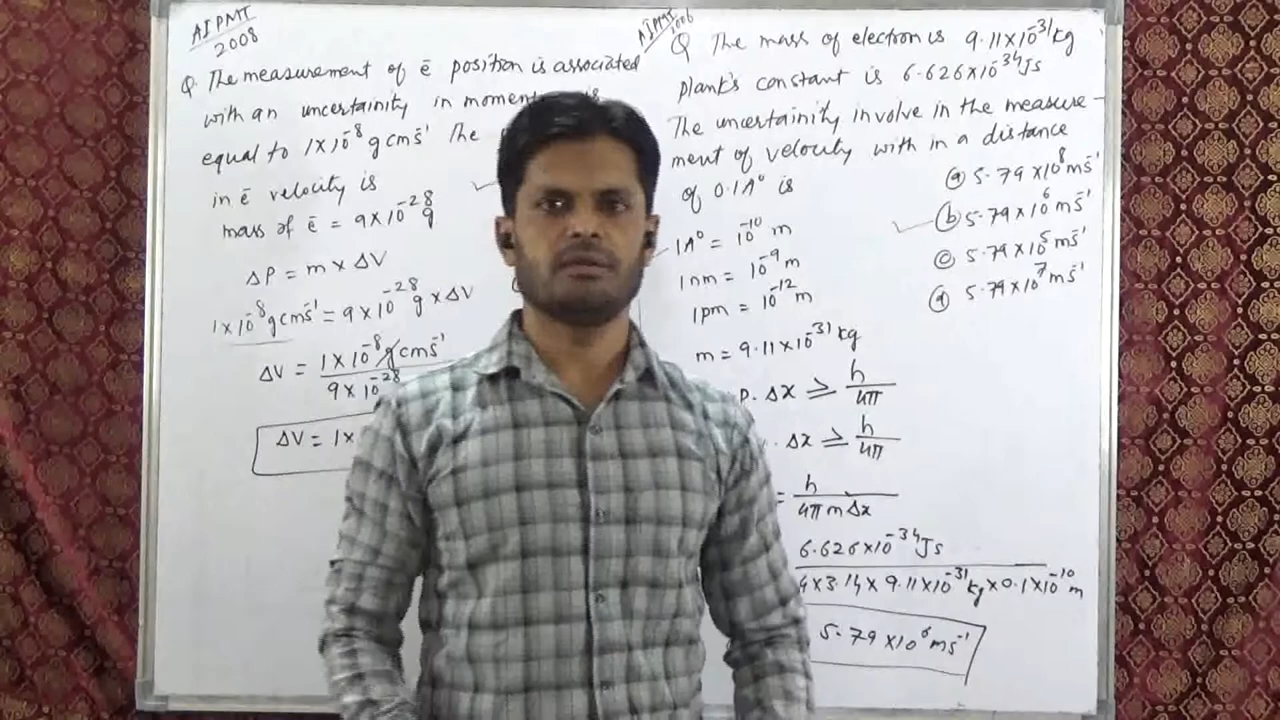 AIPMT
2008
Q. The measurement of ē position is associated
with an uncertainity in moment is
equal to 1×10⁻⁸ g cm s⁻¹ The
in ē velocity is
mass of ē = 9×10⁻²⁸ g
ΔP = m × ΔV
1×10⁻⁸ g cm s⁻¹ = 9×10⁻²⁸ g × ΔV
ΔV = 1×10⁻⁸ g cm s⁻¹
9×10⁻²⁸
ΔV = 1×
AIPMT 2006
Q The mass of electron is 9.11×10⁻³¹ kg
plank's constant is 6.626×10⁻³⁴ Js
The uncertainity involve in the measure-
ment of velocity with in a distance
of 0.1A° is
(a) 5.79×10⁸ ms⁻¹
(b) 5.79×10⁶ ms⁻¹
(c) 5.79×10⁵ ms⁻¹
(d) 5.79×10⁷ ms⁻¹
1A° = 10⁻¹⁰ m
1nm = 10⁻⁹ m
1pm = 10⁻¹² m
m = 9.11×10⁻³¹ kg
P. Δx ≥ h
4π
. Δx ≥ h
4π
= h
4π m Δx
6.626×10⁻³⁴ Js
4×3.14×9.11×10⁻³¹ kg × 0.1×10⁻¹⁰ m
5.79×10⁶ ms⁻¹